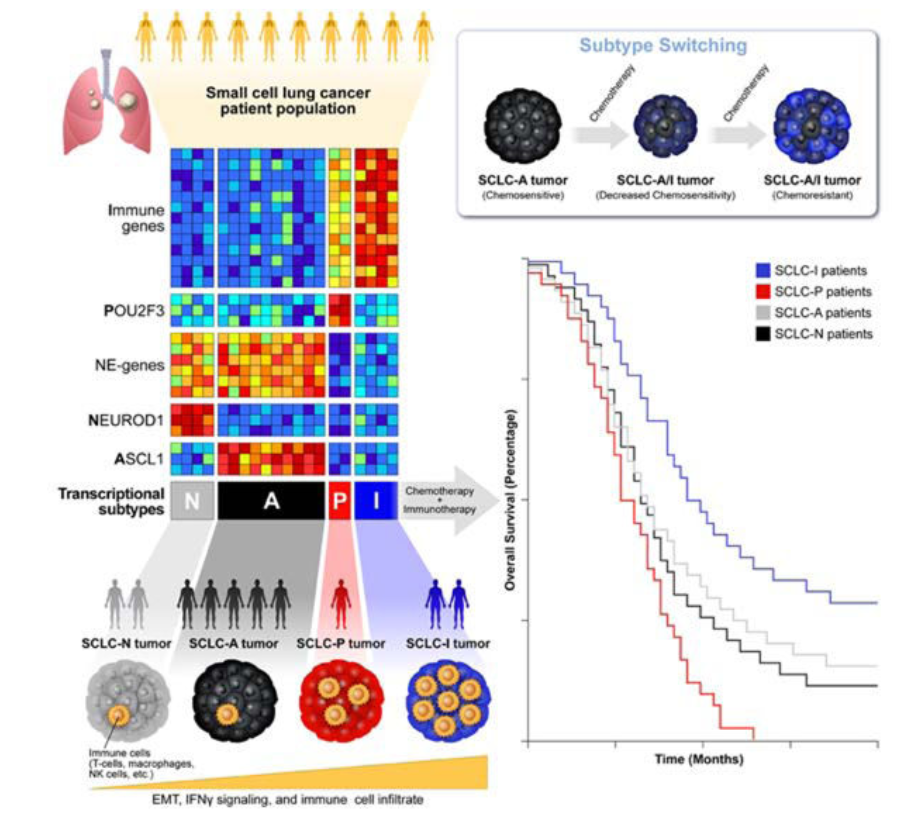 Small cell lung cancer
patient population
Immune
genes
POU2F3
NE-genes
NEUROD1
ASCL1
Transcriptional
subtypes
N
A
P
I
Chemotherapy
+
Immunotherapy
SCLC-N tumor
SCLC-A tumor
SCLC-P tumor
SCLC-I tumor
Immune cells
(T-cells, macrophages,
NK cells, etc.)
EMT, IFNγ signaling, and immune cell infiltrate
Subtype Switching
Chemotherapy
Chemotherapy
SCLC-A tumor
(Chemosensitive)
SCLC-A/I tumor
(Decreased Chemosensitivity)
SCLC-A/I tumor
(Chemoresistant)
SCLC-I patients
SCLC-P patients
SCLC-A patients
SCLC-N patients
Overall Survival (Percentage)
Time (Months)